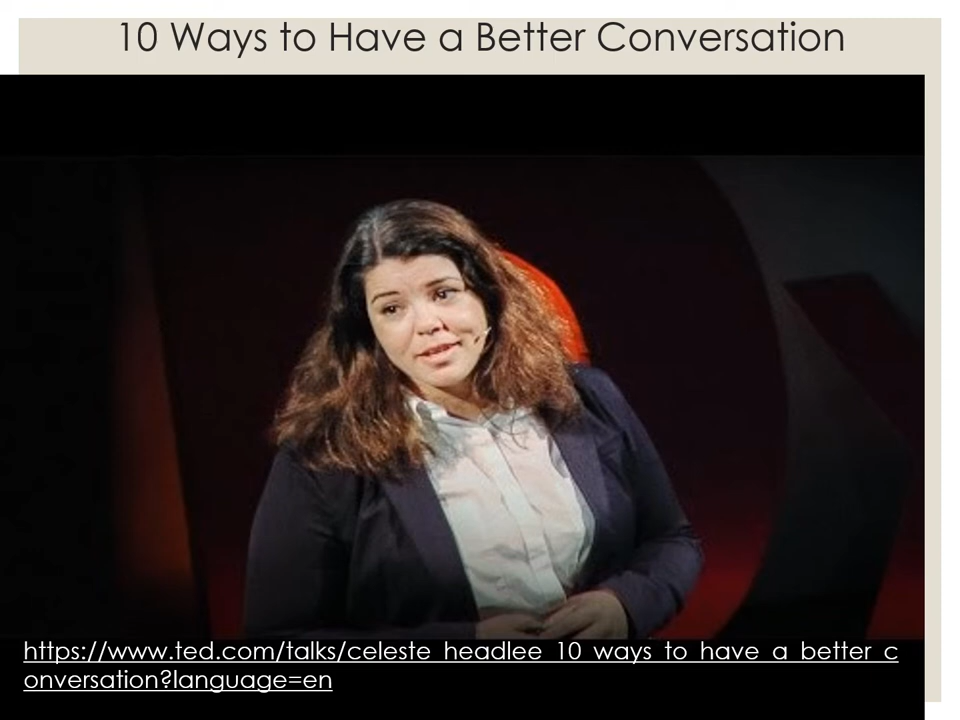 10 Ways to Have a Better Conversation
https://www.ted.com/talks/celeste_headlee_10_ways_to_have_a_better_c
onversation?language=en